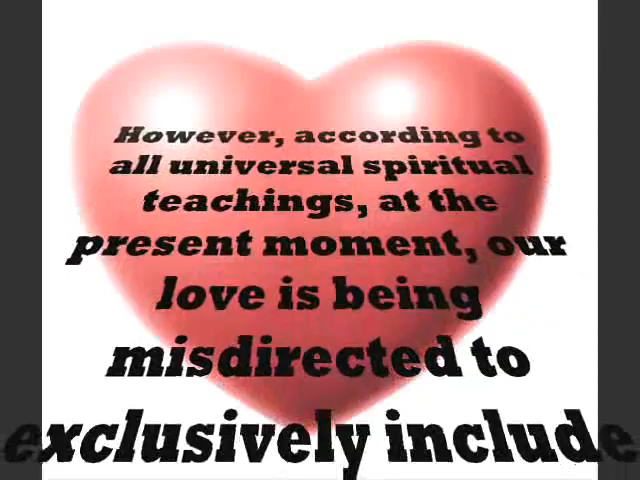 However, according to
all universal spiritual
teachings, at the
present moment, our
love is being
misdirected to
exclusively include